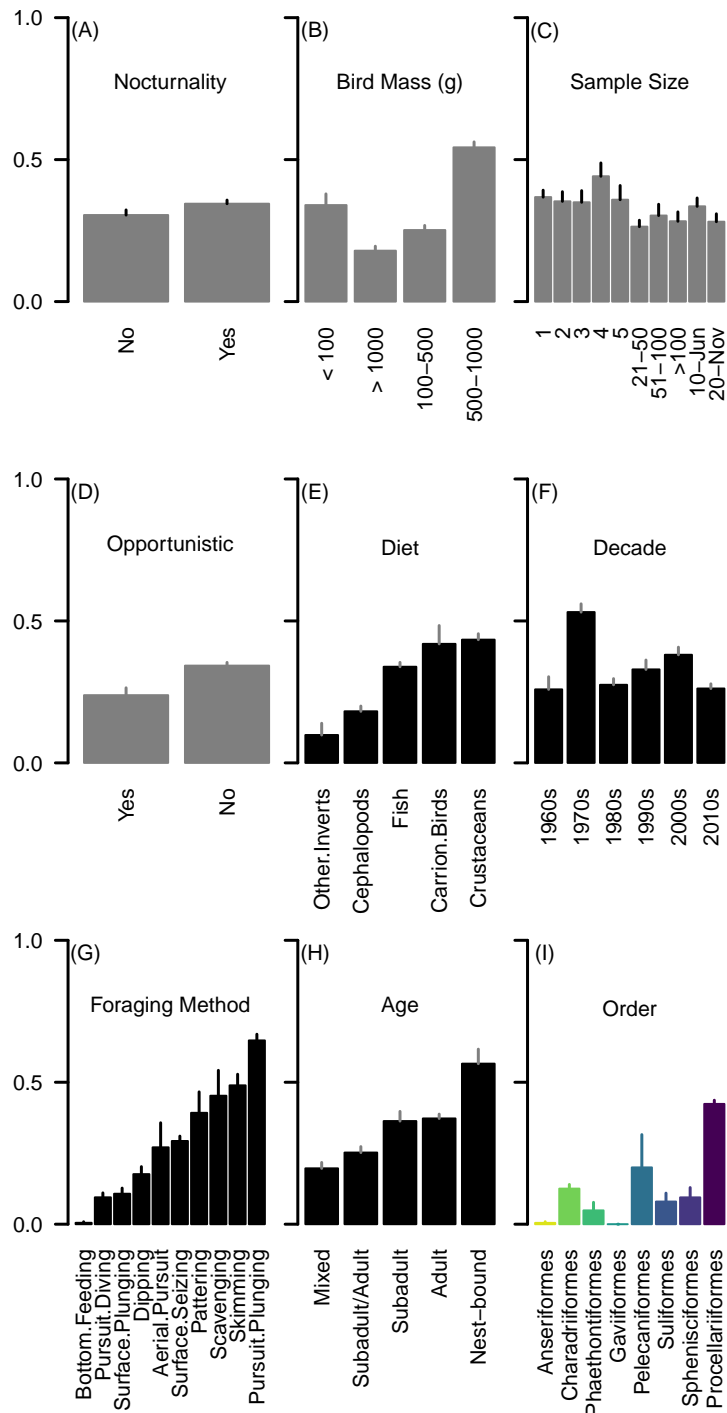 (A)
Nocturnality
(B)
Bird Mass (g)
(C)
Sample Size
1.0
0.5
0.0
No
Yes
< 100
> 1000
100−500
500−1000
1
2
3
4
5
21−50
51−100
>100
10−Jun
20−Nov
(D)
Opportunistic
(E)
Diet
(F)
Decade
1.0
0.5
0.0
Yes
No
Other.Inverts
Cephalopods
Fish
Carrion.Birds
Crustaceans
1960s
1970s
1980s
1990s
2000s
2010s
(G)
Foraging Method
(H)
Age
(I)
Order
1.0
0.5
0.0
Bottom.Feeding
Pursuit.Diving
Surface.Plunging
Dipping
Aerial.Pursuit
Surface.Seizing
Pattering
Scavenging
Skimming
Pursuit.Plunging
Mixed
Subadult/Adult
Subadult
Adult
Nest−bound
Anseriformes
Charadriiformes
Phaethontiformes
Gaviiformes
Pelecaniformes
Suliformes
Sphenisciformes
Procellariiformes